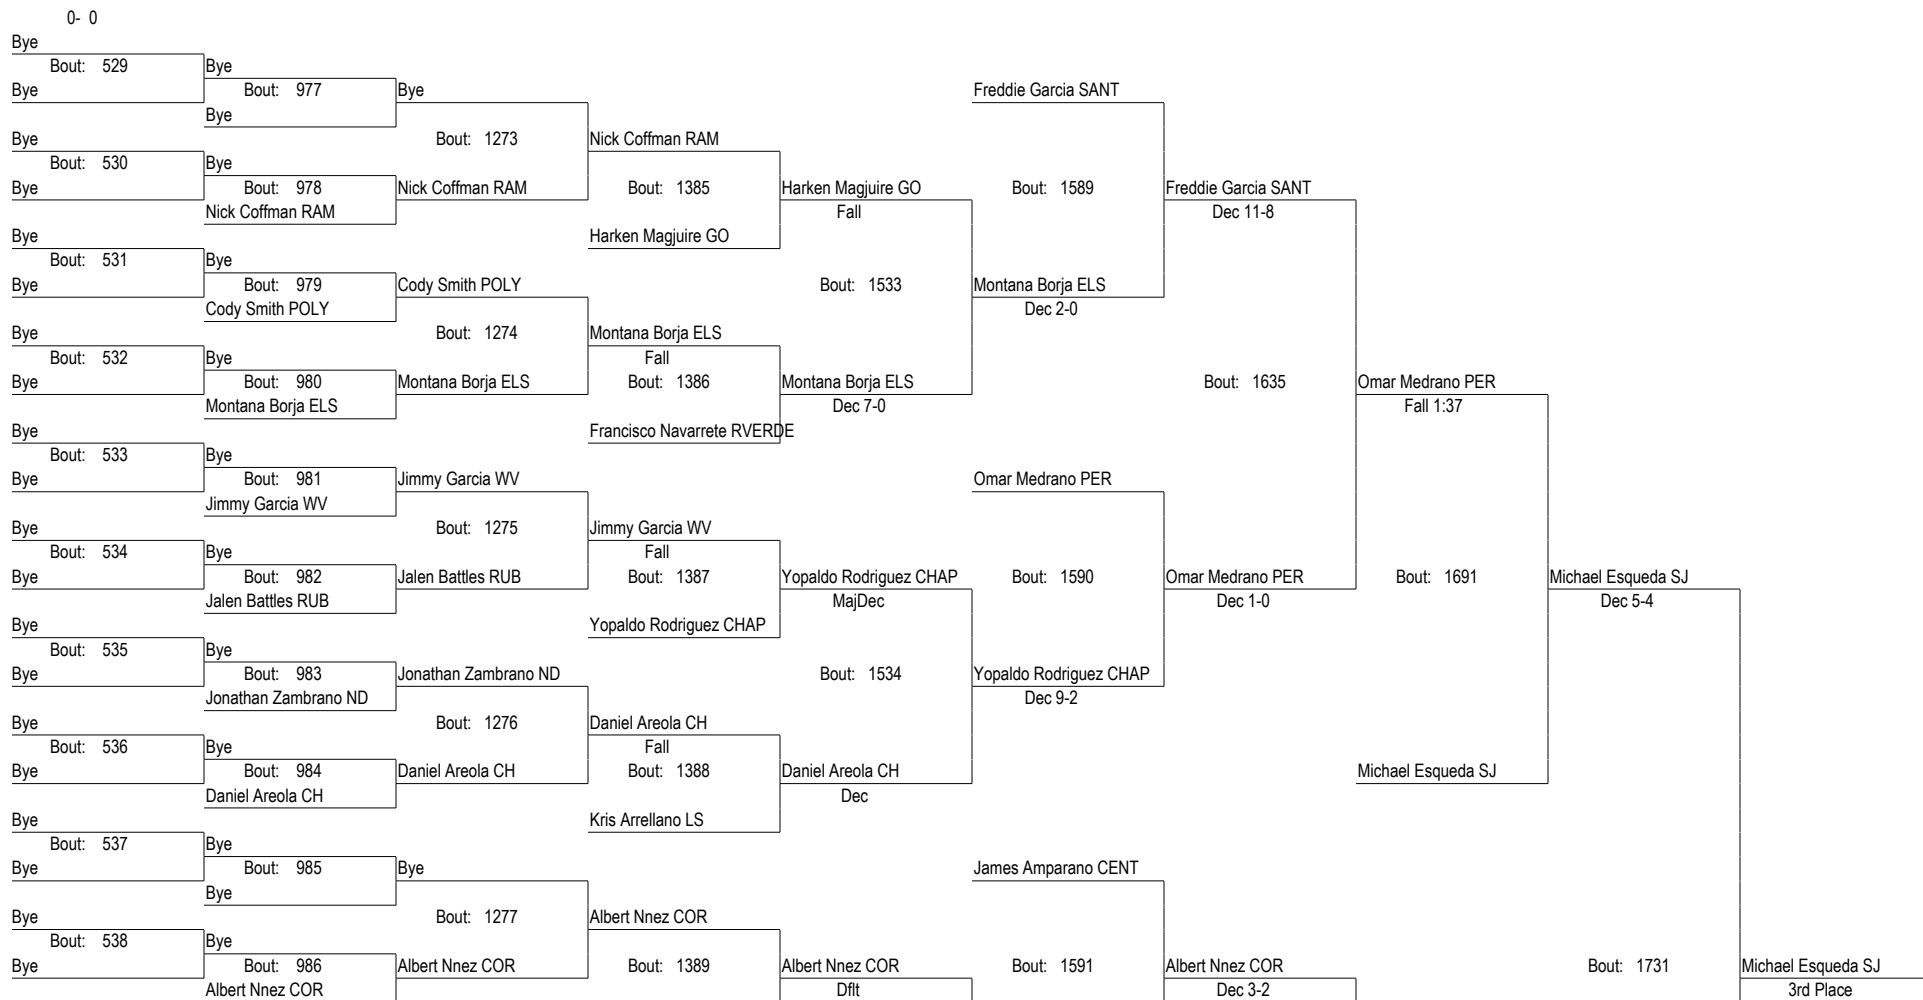 0- 0
Bye
Bout: 529 Bye
Bye Bout: 977 Bye Freddie Garcia SANT
Bye
Bye Bout: 1273 Nick Coffman RAM
Bout: 530 Bye
Bye Bout: 978 Nick Coffman RAM Bout: 1385 Harken Magjuire GO Bout: 1589 Freddie Garcia SANT
Nick Coffman RAM Fall Dec 11-8
Bye Harken Magjuire GO
Bout: 531 Bye
Bye Bout: 979 Cody Smith POLY Bout: 1533 Montana Borja ELS
Cody Smith POLY Dec 2-0
Bye Bout: 1274 Montana Borja ELS
Bout: 532 Bye Fall
Bye Bout: 980 Montana Borja ELS Bout: 1386 Montana Borja ELS Bout: 1635 Omar Medrano PER
Montana Borja ELS Dec 7-0 Fall 1:37
Bye Francisco Navarrete RVERDE
Bout: 533 Bye
Bye Bout: 981 Jimmy Garcia WV Omar Medrano PER
Jimmy Garcia WV
Bye Bout: 1275 Jimmy Garcia WV
Bout: 534 Bye Fall
Bye Bout: 982 Jalen Battles RUB Bout: 1387 Yopaldo Rodriguez CHAP Bout: 1590 Omar Medrano PER Bout: 1691 Michael Esqueda SJ
Jalen Battles RUB MajDec Dec 1-0 Dec 5-4
Bye Yopaldo Rodriguez CHAP
Bout: 535 Bye
Bye Bout: 983 Jonathan Zambrano ND Bout: 1534 Yopaldo Rodriguez CHAP
Jonathan Zambrano ND Dec 9-2
Bye Bout: 1276 Daniel Areola CH
Bout: 536 Bye Fall
Bye Bout: 984 Daniel Areola CH Bout: 1388 Daniel Areola CH Michael Esqueda SJ
Daniel Areola CH Dec
Bye Kris Arrellano LS
Bout: 537 Bye
Bye Bout: 985 Bye James Amparano CENT
Bye
Bye Bout: 1277 Albert Nnez COR
Bout: 538 Bye
Bye Bout: 986 Albert Nnez COR Bout: 1389 Albert Nnez COR Bout: 1591 Albert Nnez COR Bout: 1731 Michael Esqueda SJ
Albert Nnez COR Dflt Dec 3-2 3rd Place